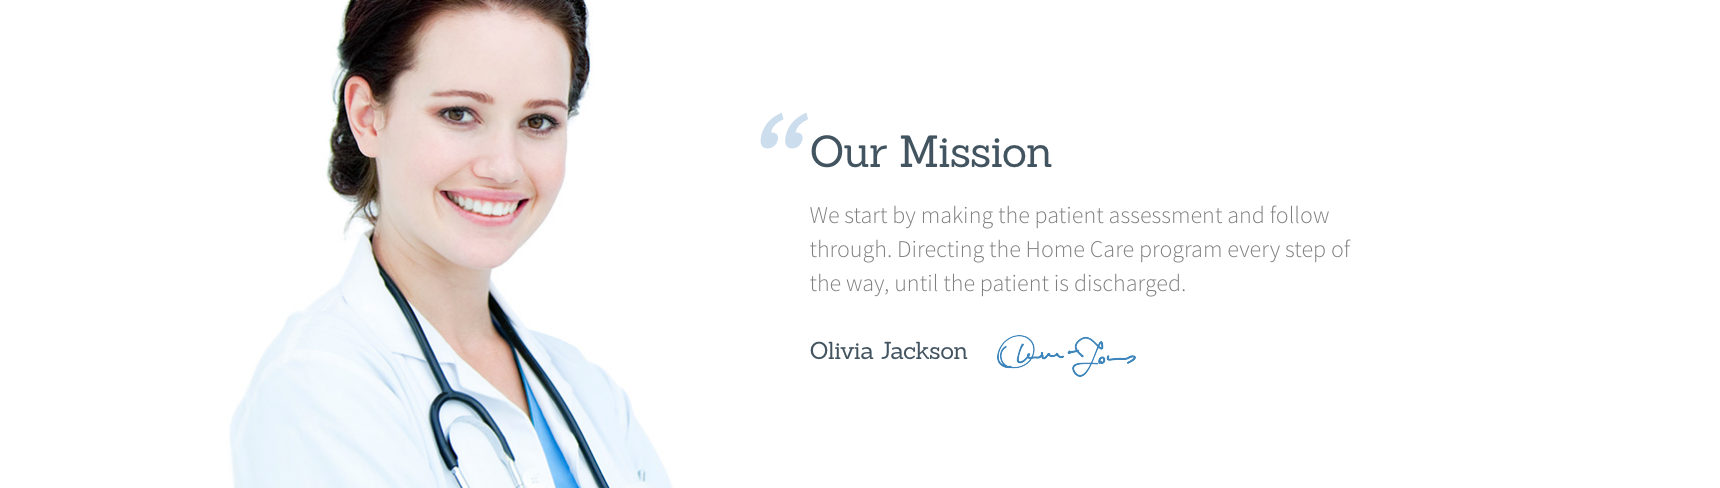 “ Our Mission
We start by making the patient assessment and follow
through. Directing the Home Care program every step of
the way, until the patient is discharged.
Olivia Jackson